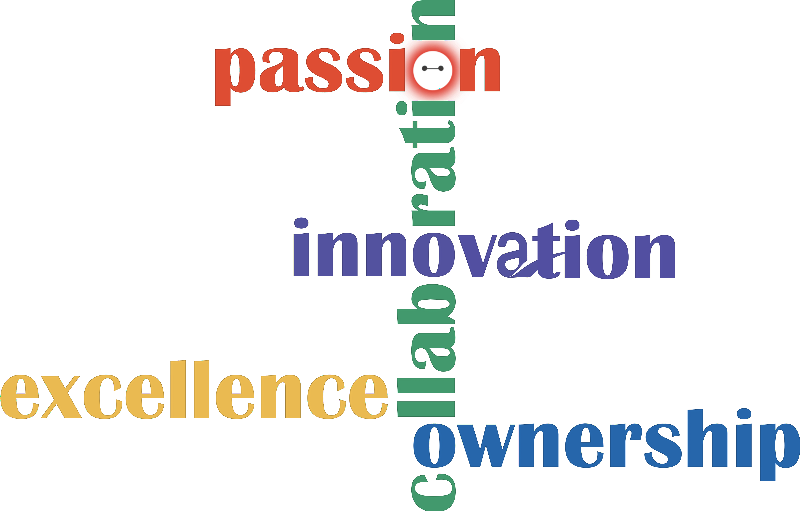 passion
collaboration
innovation
excellence
ownership